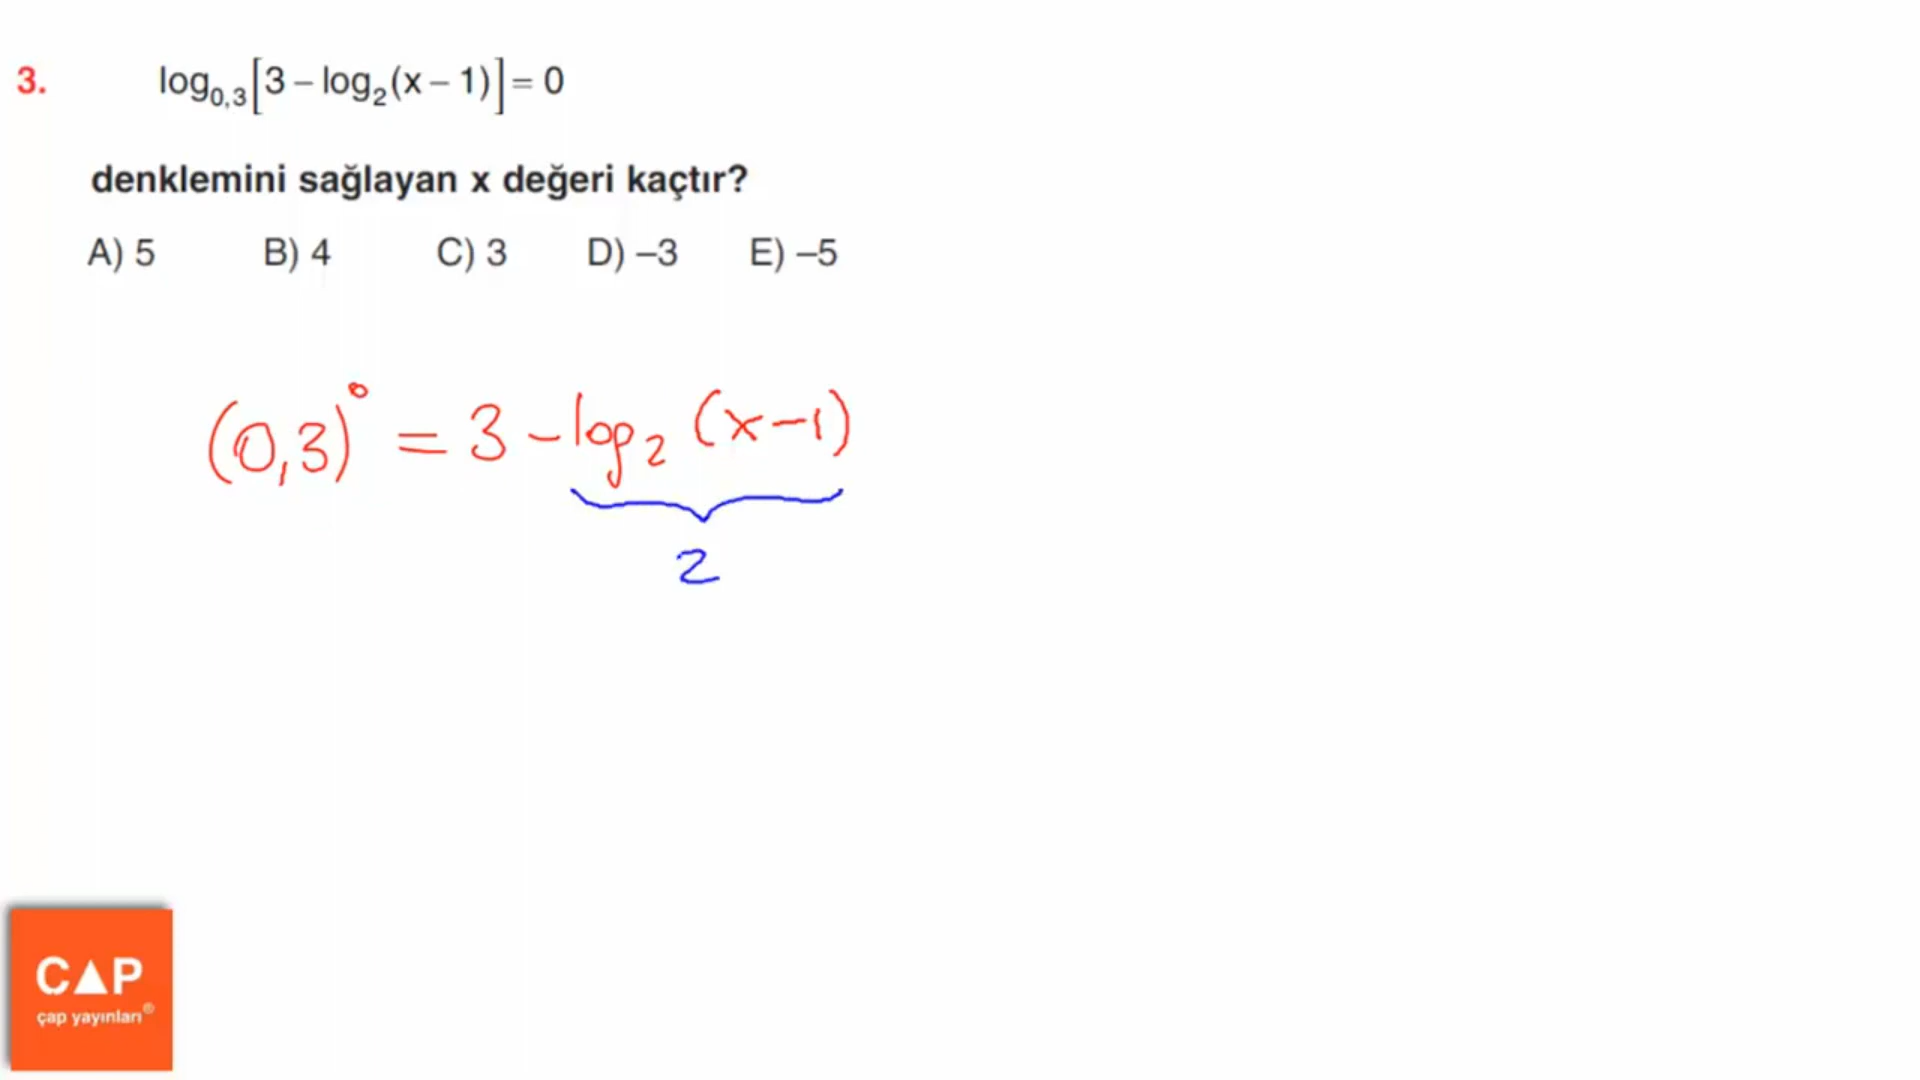 3. log₀,₃[3 – log₂(x – 1)] = 0
denklemini sağlayan x değeri kaçtır?
A) 5 B) 4 C) 3 D) –3 E) –5
(0,3)⁰ = 3 - log₂ (x-1)
2
CAP
çap yayınları®